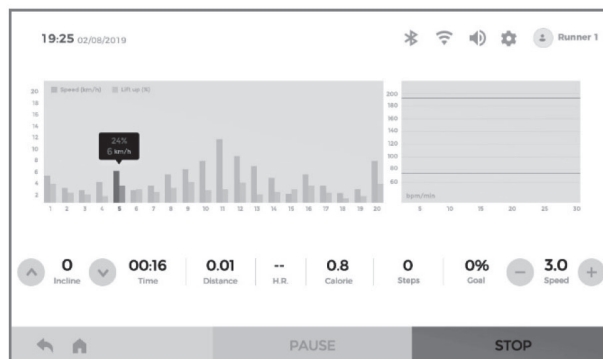 19:25 02/08/2019
Runner 1
Speed (km/h) Lift up (%)
24%
6 km/h
20
18
16
14
12
10
8
6
4
2
1 2 3 4 5 6 7 8 9 10 11 12 13 14 15 16 17 18 19 20
200
180
160
140
120
100
80
60
bpm/min
5 10 15 20 25 30
0 00:16 0.01 -- 0.8 0 0% 3.0
Incline Time Distance H.R. Calorie Steps Goal Speed
PAUSE STOP